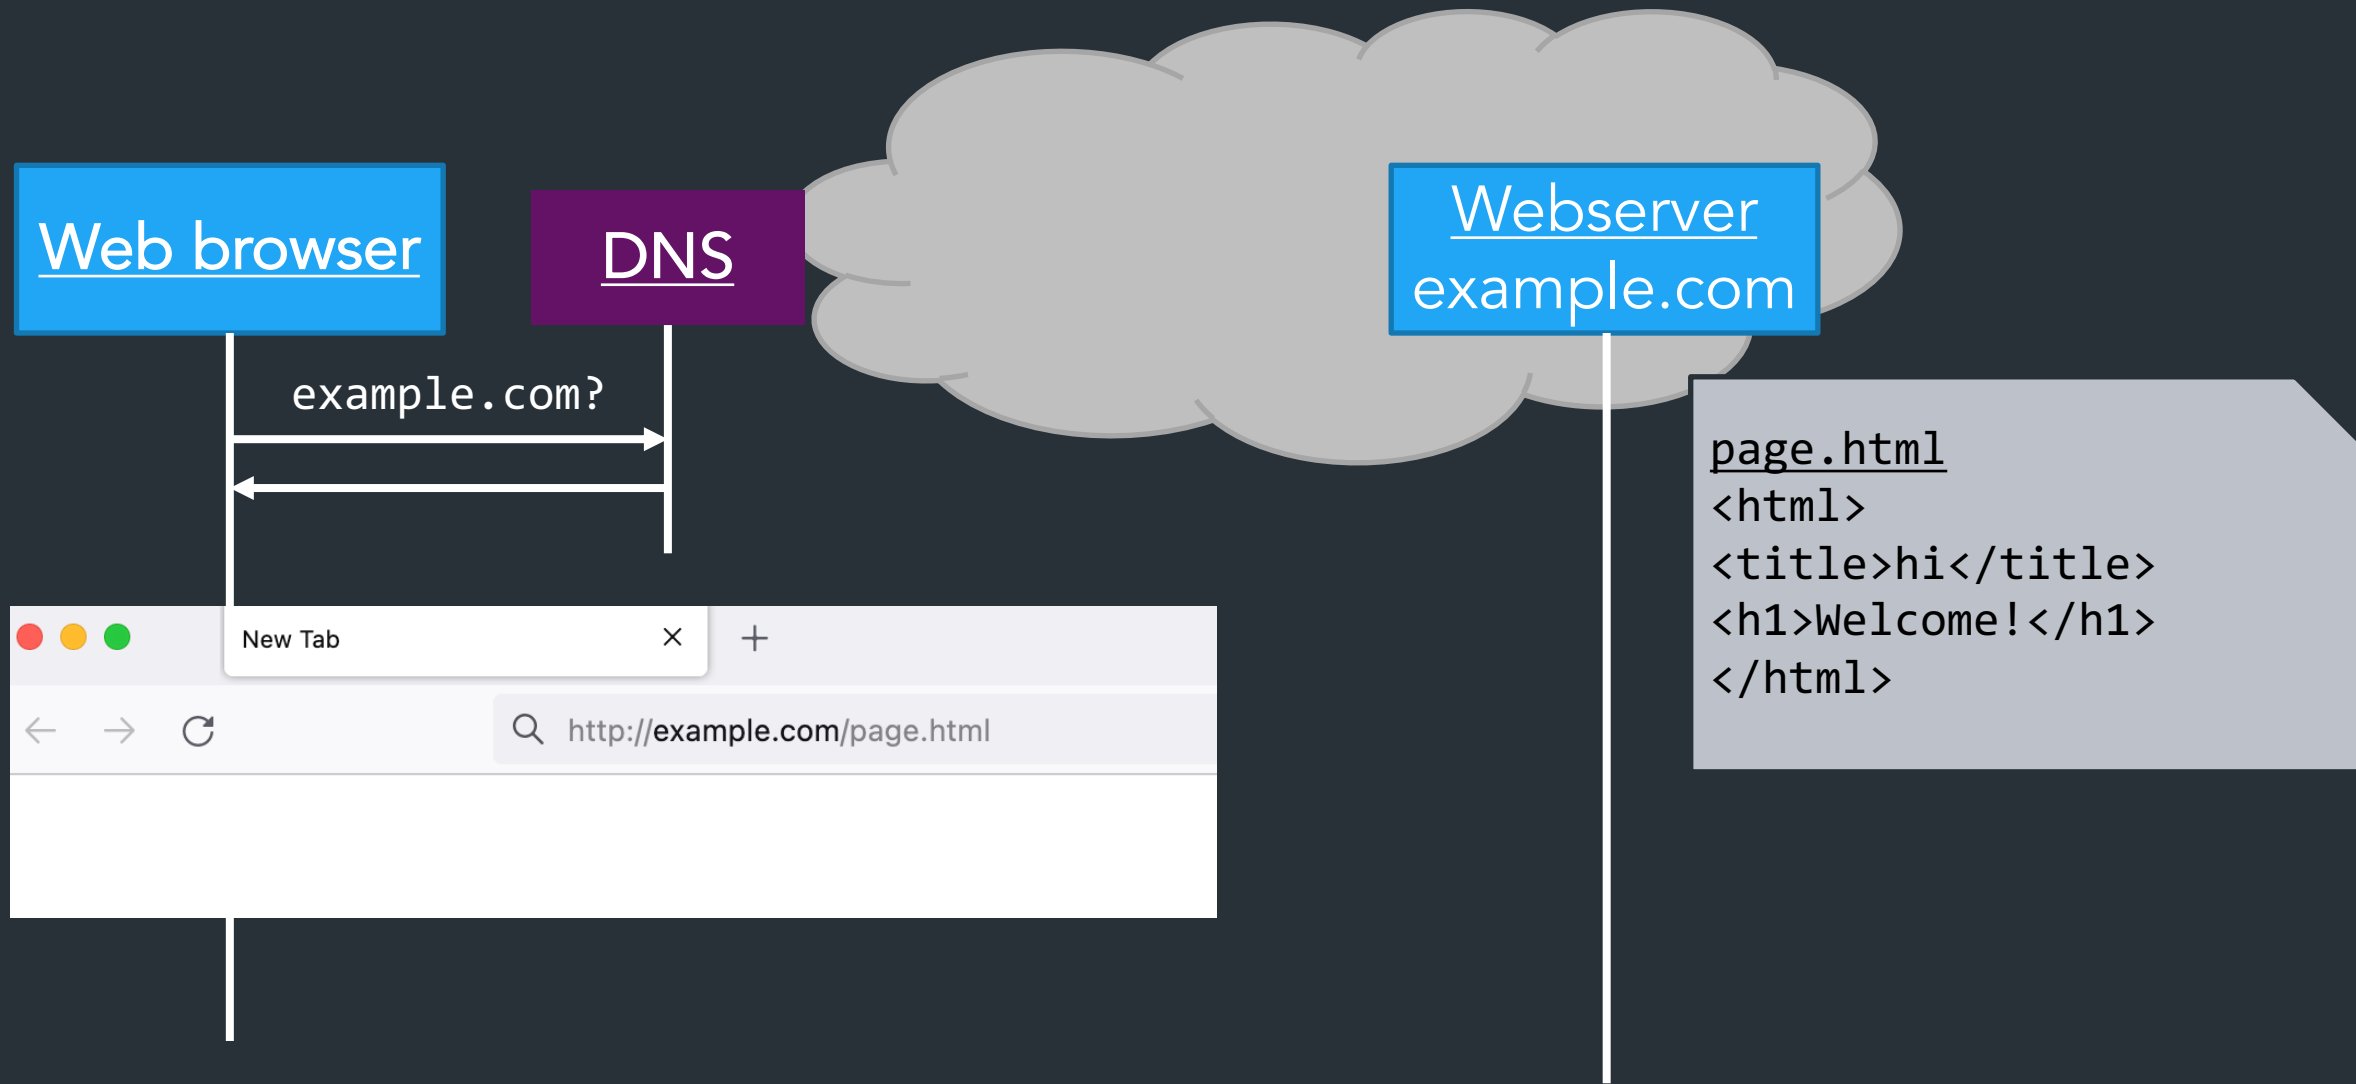 Web browser
DNS
Webserver
example.com
example.com?
page.html
<html>
<title>hi</title>
<h1>Welcome!</h1>
</html>
New Tab
http://example.com/page.html